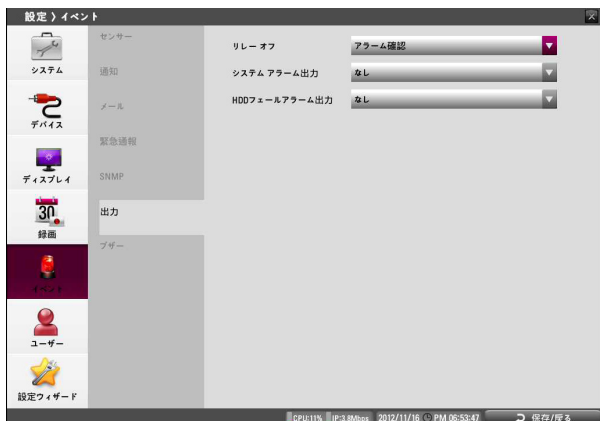 設定 〉イベント
システム
デバイス
ディスプレイ
30
録画
イベント
ユーザー
設定ウィザード
センサー
通知
メール
緊急通報
SNMP
出力
ブザー
リレー オフ アラーム確認
システム アラーム出力 なし
HDDフェールアラーム出力 なし
CPU:11% IP:3.8Mbps 2012/11/16 PM 06:53:47 保存/戻る